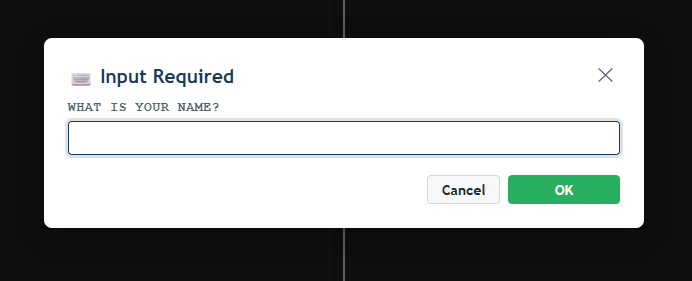 Input Required
WHAT IS YOUR NAME?
Cancel OK